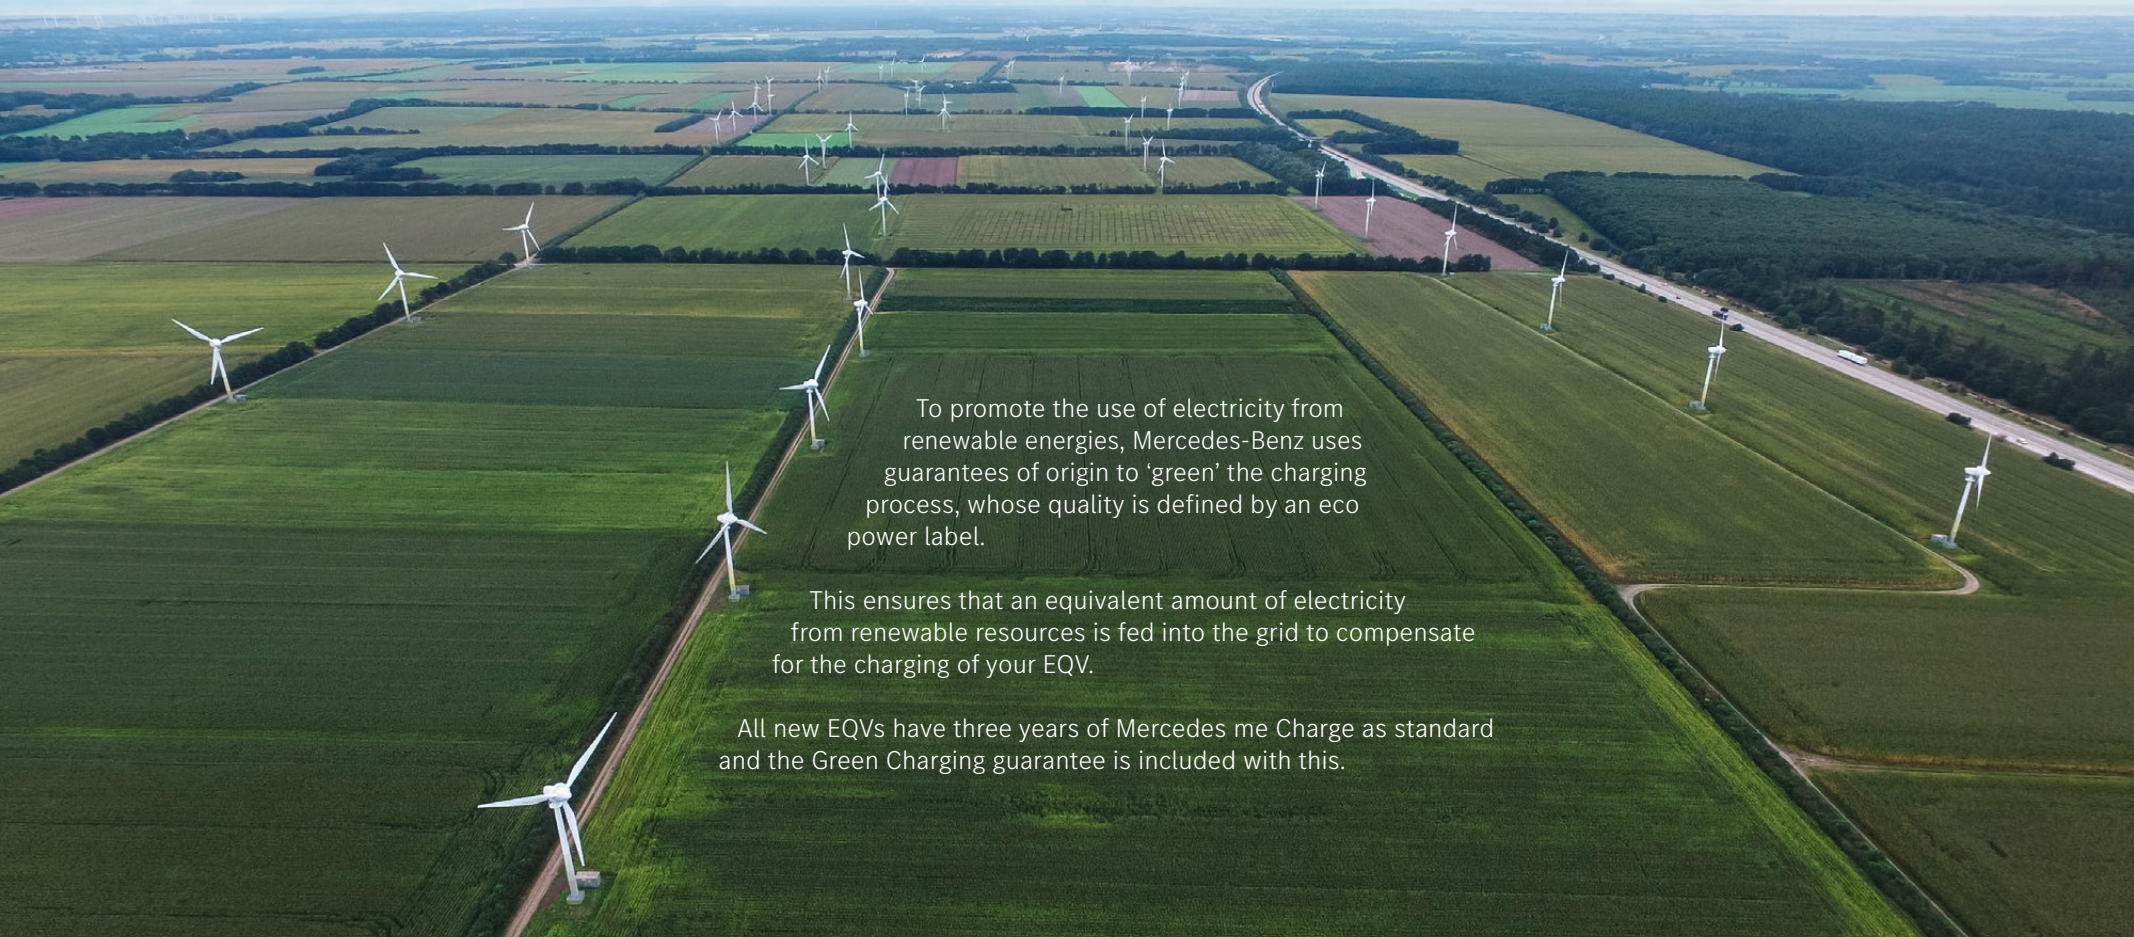 To promote the use of electricity from
renewable energies, Mercedes-Benz uses
guarantees of origin to ‘green’ the charging
process, whose quality is defined by an eco
power label.
This ensures that an equivalent amount of electricity
from renewable resources is fed into the grid to compensate
for the charging of your EQV.
All new EQVs have three years of Mercedes me Charge as standard
and the Green Charging guarantee is included with this.